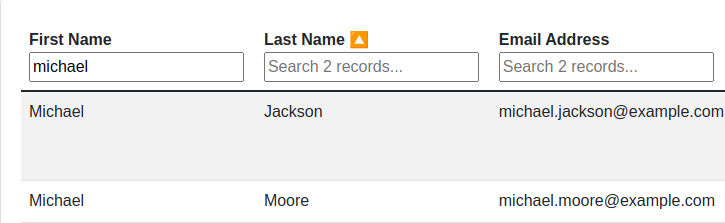 First Name Last Name 🔼 Email Address
michael Search 2 records... Search 2 records...
Michael Jackson michael.jackson@example.com
Michael Moore michael.moore@example.com